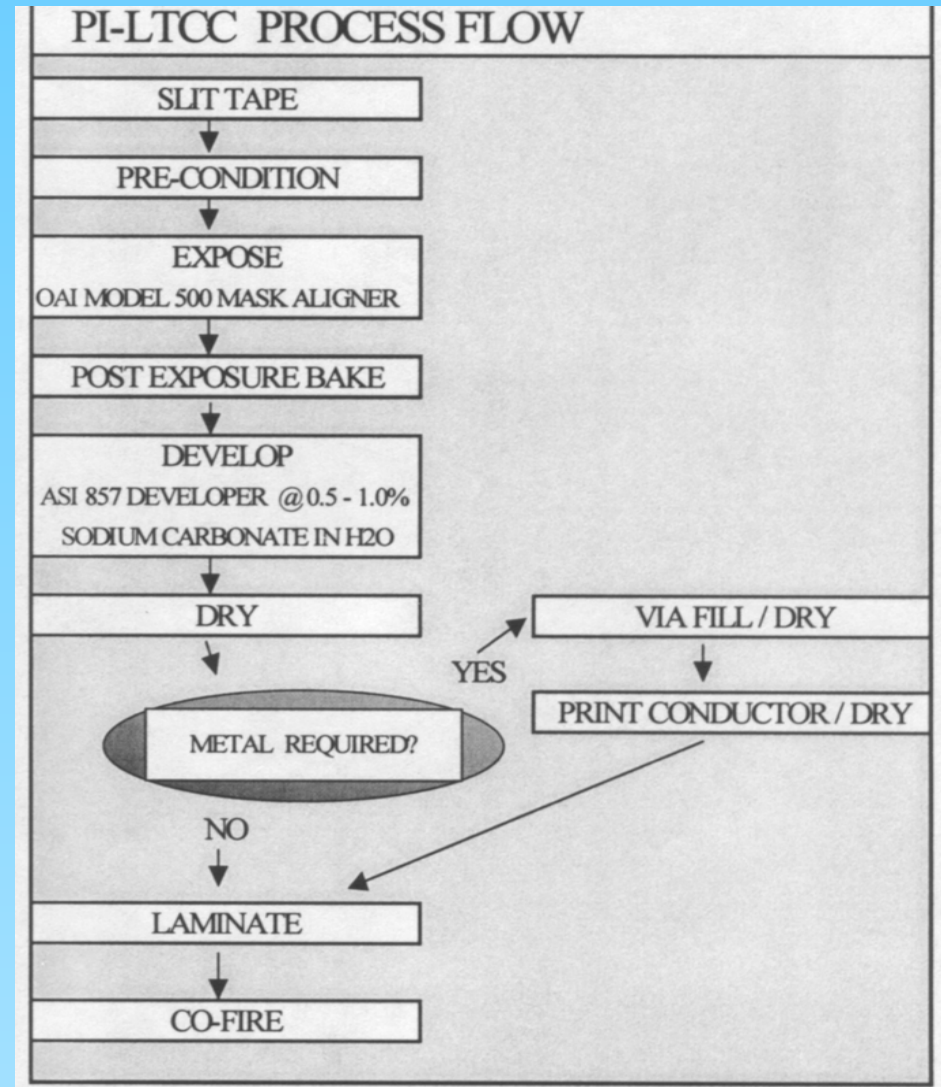 PI-LTCC PROCESS FLOW
SLIT TAPE
PRE-CONDITION
EXPOSE
OAI MODEL 500 MASK ALIGNER
POST EXPOSURE BAKE
DEVELOP
ASI 857 DEVELOPER @ 0.5 - 1.0%
SODIUM CARBONATE IN H2O
DRY
METAL REQUIRED?
YES
VIA FILL / DRY
PRINT CONDUCTOR / DRY
NO
LAMINATE
CO-FIRE